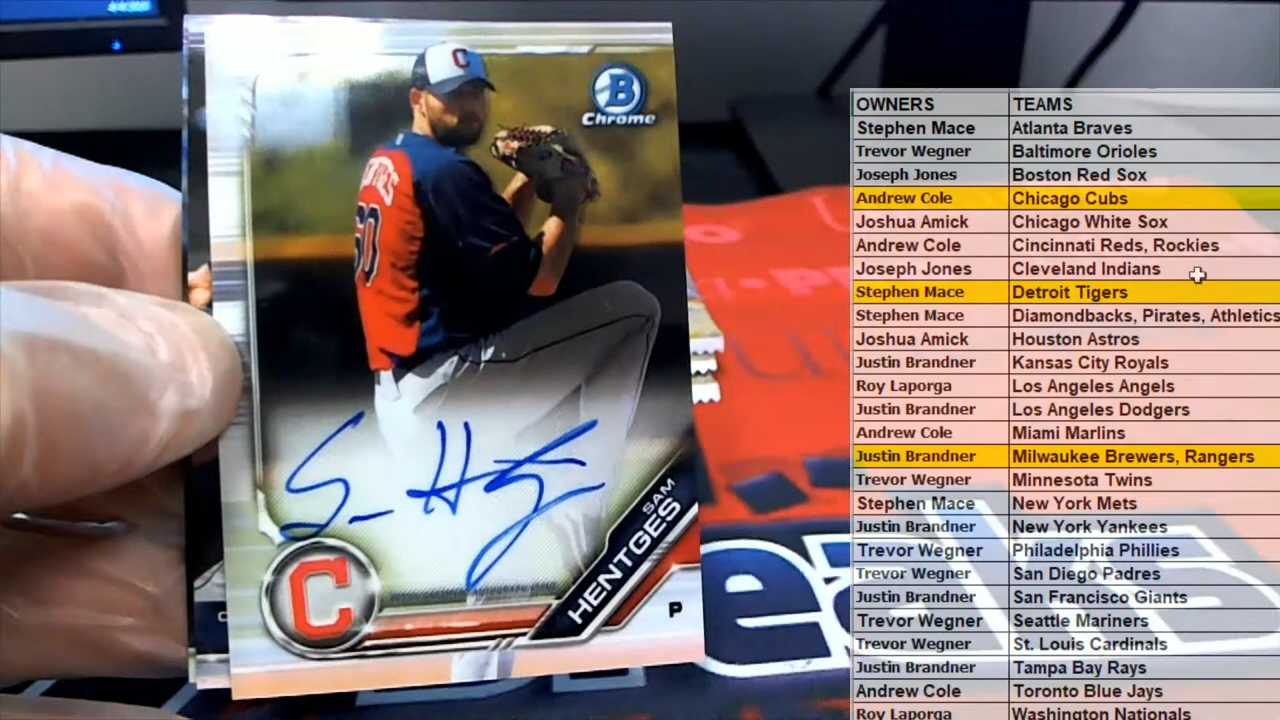 C
B
Chrome
60
SAM
HENTGES
C
P
OWNERS TEAMS
Stephen Mace Atlanta Braves
Trevor Wegner Baltimore Orioles
Joseph Jones Boston Red Sox
Andrew Cole Chicago Cubs
Joshua Amick Chicago White Sox
Andrew Cole Cincinnati Reds, Rockies
Joseph Jones Cleveland Indians
Stephen Mace Detroit Tigers
Stephen Mace Diamondbacks, Pirates, Athletics
Joshua Amick Houston Astros
Justin Brandner Kansas City Royals
Roy Laporga Los Angeles Angels
Justin Brandner Los Angeles Dodgers
Andrew Cole Miami Marlins
Justin Brandner Milwaukee Brewers, Rangers
Trevor Wegner Minnesota Twins
Stephen Mace New York Mets
Justin Brandner New York Yankees
Trevor Wegner Philadelphia Phillies
Trevor Wegner San Diego Padres
Justin Brandner San Francisco Giants
Trevor Wegner Seattle Mariners
Trevor Wegner St. Louis Cardinals
Justin Brandner Tampa Bay Rays
Andrew Cole Toronto Blue Jays
Roy Laporga Washington Nationals